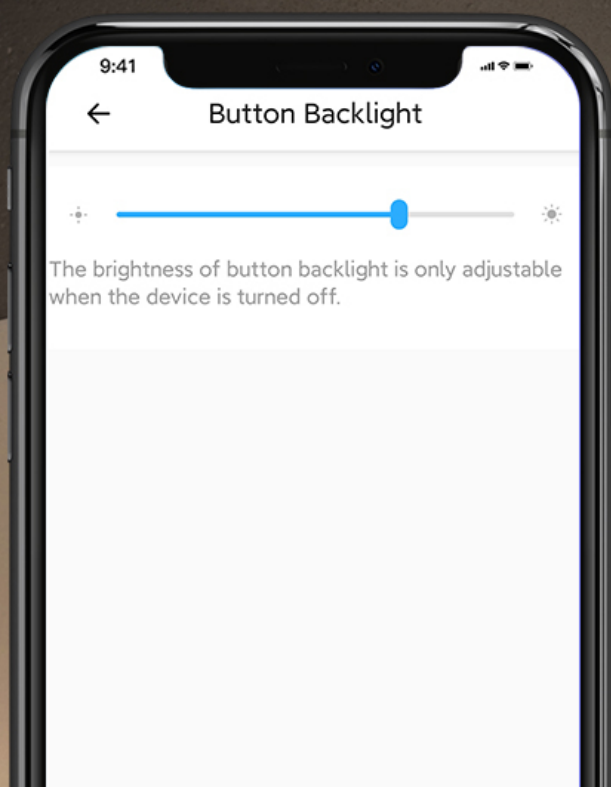 9:41
Button Backlight
The brightness of button backlight is only adjustable
when the device is turned off.